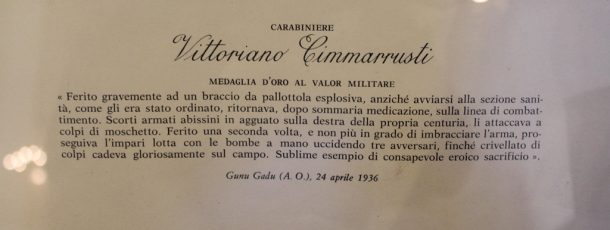 CARABINIERE
Vittoriano Cimmarrusti
MEDAGLIA D'ORO AL VALOR MILITARE
« Ferito gravemente ad un braccio da pallottola esplosiva, anziché avviarsi alla sezione sani-
tà, come gli era stato ordinato, ritornava, dopo sommaria medicazione, sulla linea di combat-
timento. Scorti armati abissini in agguato sulla destra della propria centuria, li attaccava a
colpi di moschetto. Ferito una seconda volta, e non più in grado di imbracciare l'arma, pro-
seguiva l'impari lotta con le bombe a mano uccidendo tre avversari, finché crivellato di
colpi cadeva gloriosamente sul campo. Sublime esempio di consapevole eroico sacrificio ».
Gunu Gadu (A. O.), 24 aprile 1936